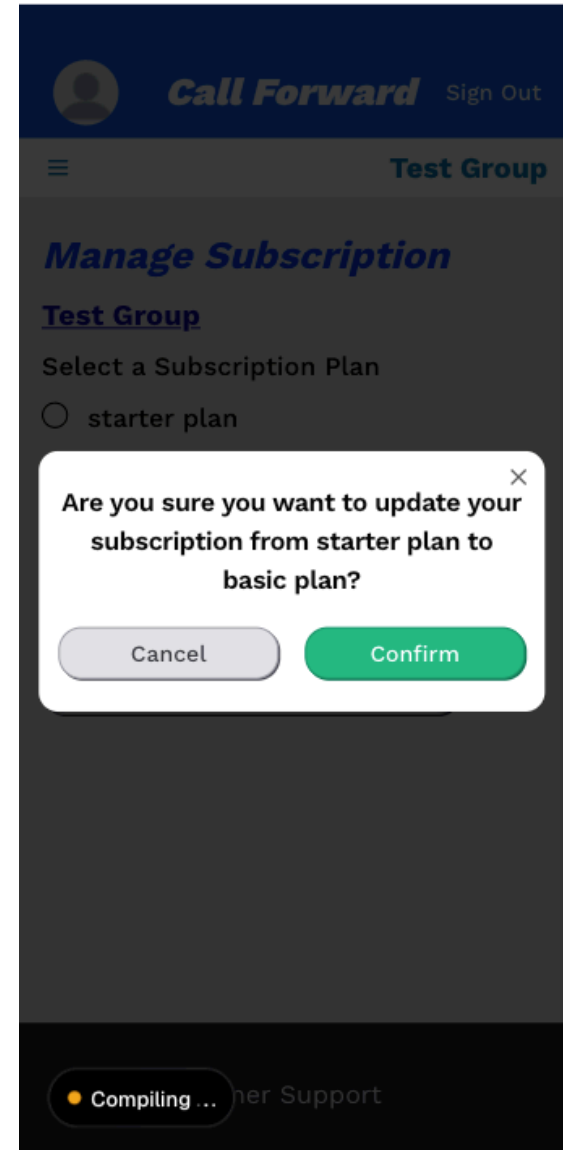 Call Forward Sign Out
Test Group
Manage Subscription
Test Group
Select a Subscription Plan
starter plan
Are you sure you want to update your
subscription from starter plan to
basic plan?
Cancel Confirm
Compiling ...
Support